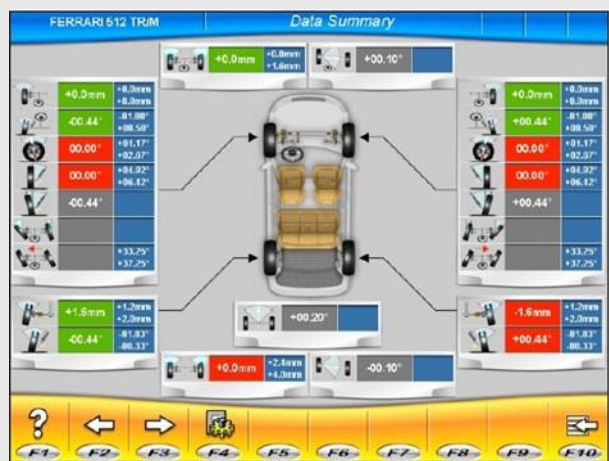 FERRARI 512 TR/M
Data Summary
+0.0mm
+0.8mm
+1.6mm
+00.10°
+0.0mm
+0.0mm
+0.0mm
-00.44°
-01.00°
+00.50°
00.00°
+01.17°
+02.07°
00.00°
+04.92°
+06.12°
-00.44°
+33.25°
+37.25°
+0.0mm
+0.0mm
+0.0mm
+00.44°
-01.00°
+00.50°
00.00°
+01.17°
+02.07°
00.00°
+04.92°
+06.12°
+00.44°
+33.25°
+37.25°
+1.6mm
+1.2mm
+2.0mm
-00.44°
-01.83°
-00.33°
+00.20°
-1.6mm
+1.2mm
+2.0mm
+00.44°
-01.83°
-00.33°
+0.0mm
+2.4mm
+4.0mm
-00.10°
?
F1
F2
F3
F4
F5
F6
F7
F8
F9
F10